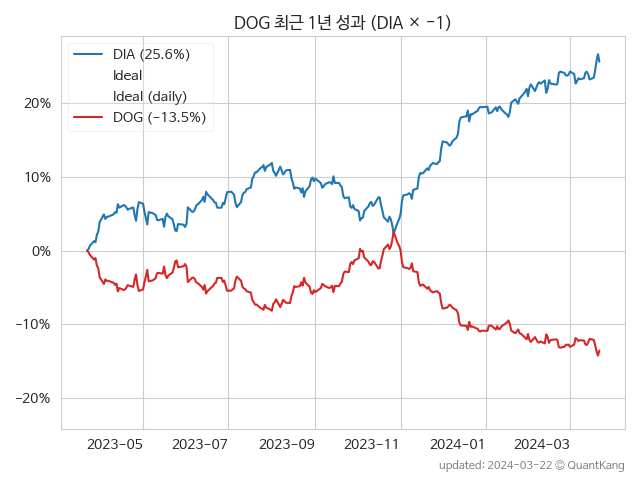 DOG 최근 1년 성과 (DIA × −1)
DIA (25.6%)
Ideal
Ideal (daily)
DOG (−13.5%)
20%
10%
0%
−10%
−20%
2023−05
2023−07
2023−09
2023−11
2024−01
2024−03
updated: 2024−03−22 © QuantKang